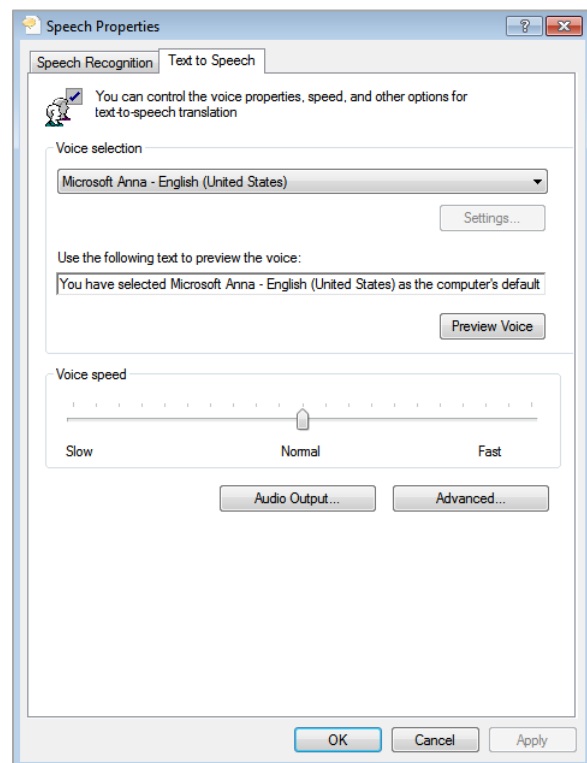 Speech Properties
Speech Recognition
Text to Speech
You can control the voice properties, speed, and other options for
text-to-speech translation
Voice selection
Microsoft Anna - English (United States)
Settings...
Use the following text to preview the voice:
You have selected Microsoft Anna - English (United States) as the computer's default
Preview Voice
Voice speed
Slow
Normal
Fast
Audio Output...
Advanced...
OK
Cancel
Apply